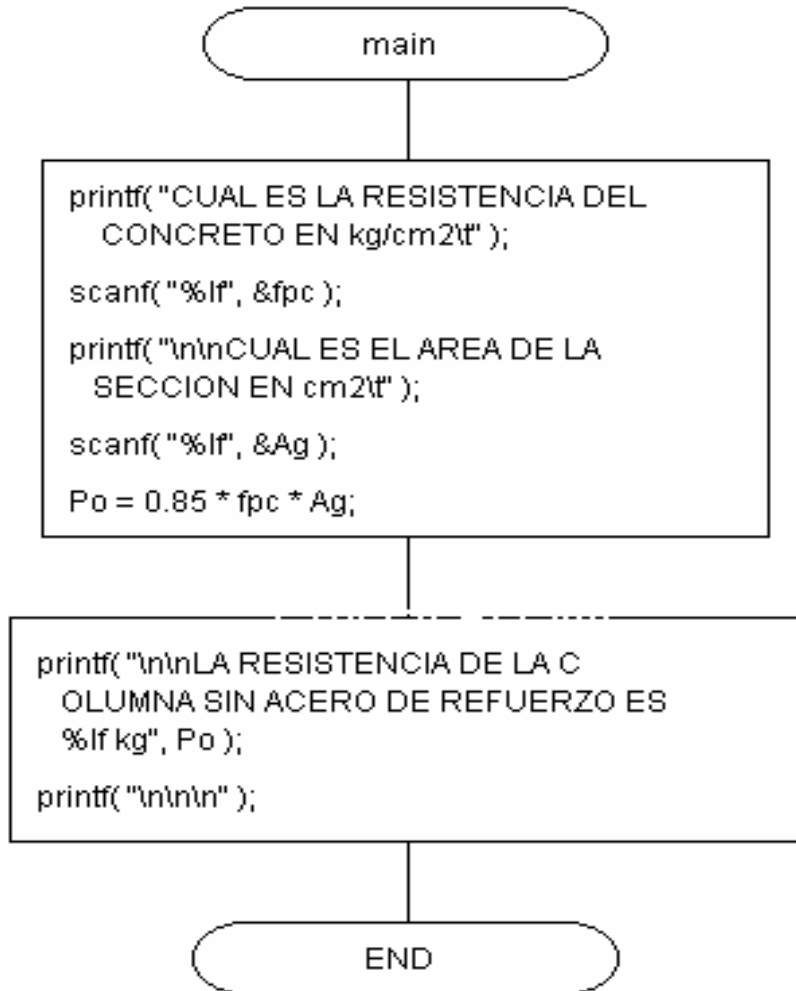 main
printf( "CUAL ES LA RESISTENCIA DEL
CONCRETO EN kg/cm2\t" );
scanf( "%lf", &fpc );
printf( "\n\nCUAL ES EL AREA DE LA
SECCION EN cm2\t" );
scanf( "%lf", &Ag );
Po = 0.85 * fpc * Ag;
printf( "\n\nLA RESISTENCIA DE LA C
OLUMNA SIN ACERO DE REFUERZO ES
%lf kg", Po );
printf( "\n\n\n" );
END